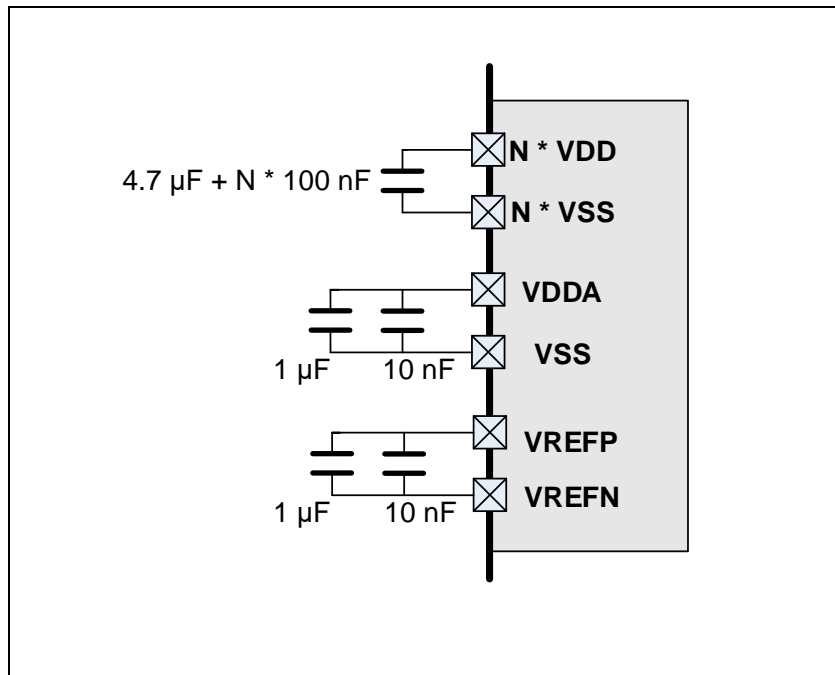 N * VDD
4.7 µF + N * 100 nF
N * VSS
VDDA
VSS
1 µF 10 nF
VREFP
VREFN
1 µF 10 nF